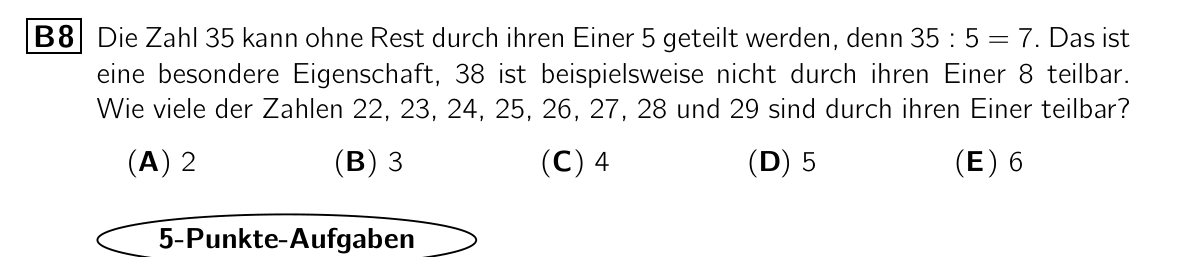 B8 Die Zahl 35 kann ohne Rest durch ihren Einer 5 geteilt werden, denn 35 : 5 = 7. Das ist
eine besondere Eigenschaft, 38 ist beispielsweise nicht durch ihren Einer 8 teilbar.
Wie viele der Zahlen 22, 23, 24, 25, 26, 27, 28 und 29 sind durch ihren Einer teilbar?
(A) 2 (B) 3 (C) 4 (D) 5 (E) 6
5-Punkte-Aufgaben